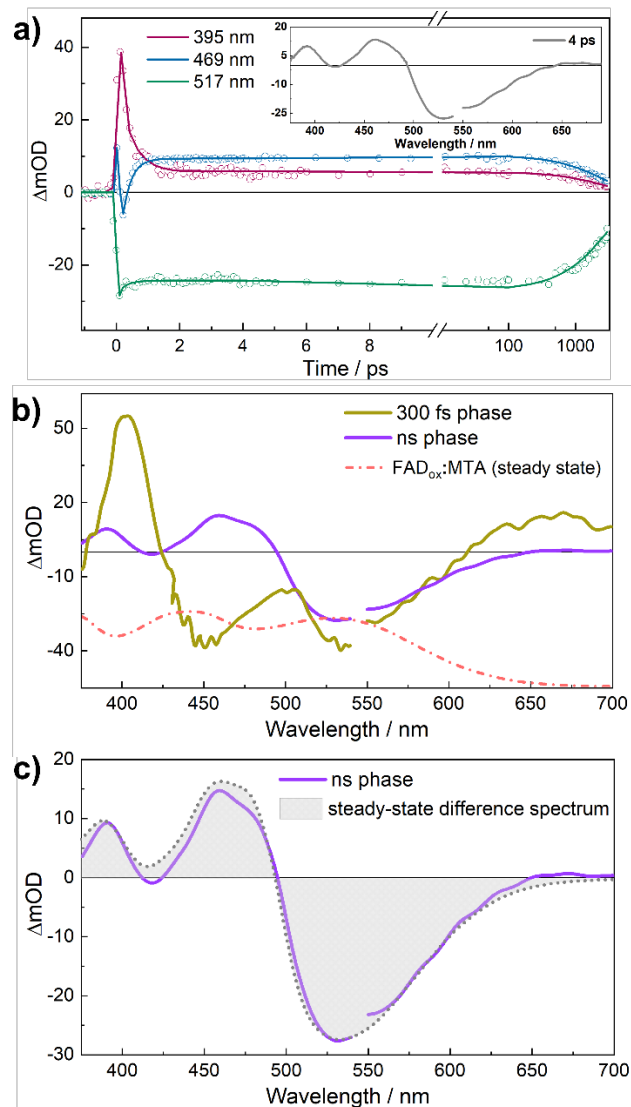 a)
395 nm
469 nm
517 nm
4 ps
20
5
-10
-25
400 450 500 550 600 650
Wavelength / nm
40
20
0
-20
ΔmOD
0 2 4 6 8 100 1000
Time / ps
b)
300 fs phase
ns phase
FADox:MTA (steady state)
50
20
-10
-40
ΔmOD
400 450 500 550 600 650 700
Wavelength / nm
c)
ns phase
steady-state difference spectrum
20
10
0
-10
-20
-30
ΔmOD
400 450 500 550 600 650 700
Wavelength / nm